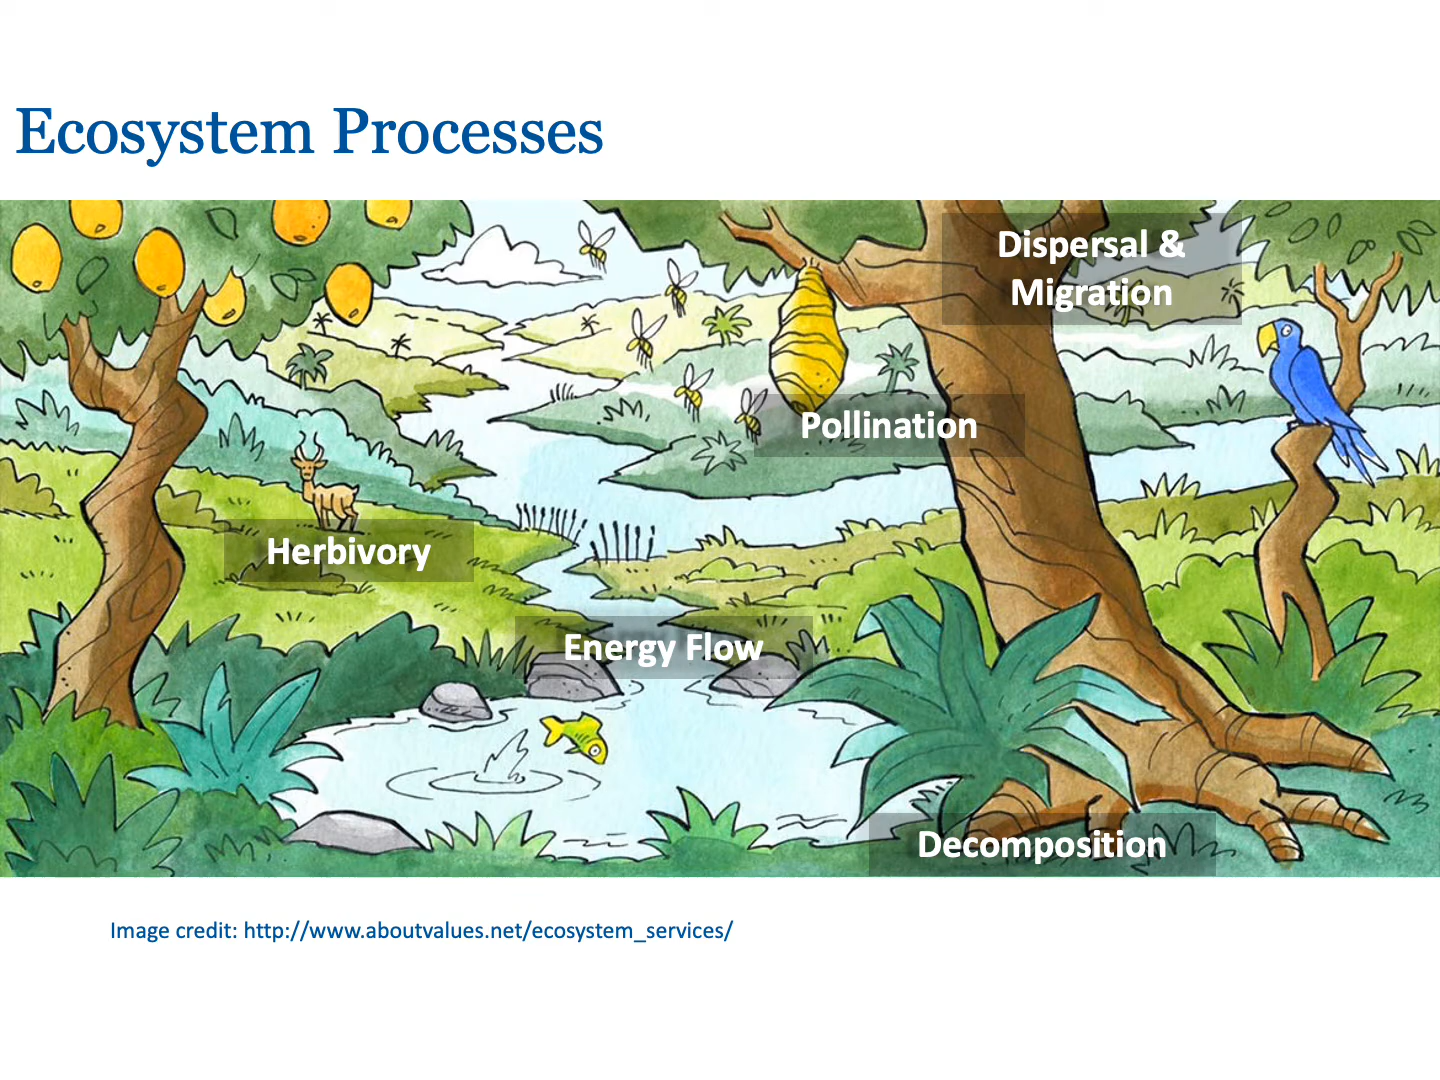 Ecosystem Processes
Dispersal &
Migration
Pollination
Herbivory
Energy Flow
Decomposition
Image credit: http://www.aboutvalues.net/ecosystem_services/